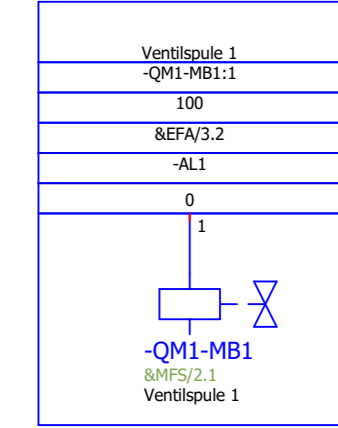 Ventilspule 1
-QM1-MB1:1
100
&EFA/3.2
-AL1
0
1
-QM1-MB1
&MFS/2.1
Ventilspule 1